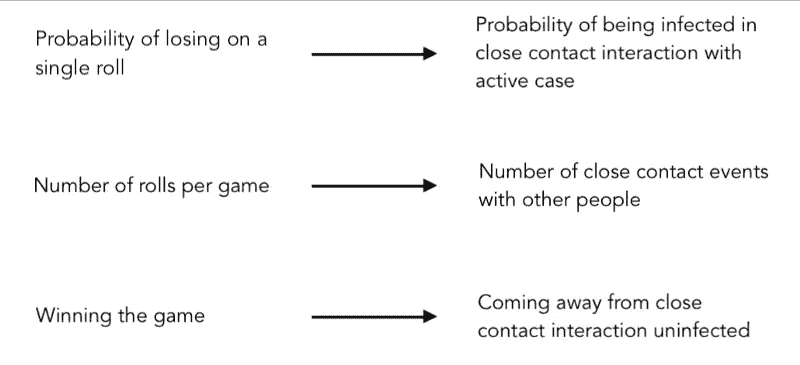 Probability of losing on a
single roll
Probability of being infected in
close contact interaction with
active case
Number of rolls per game
Number of close contact events
with other people
Winning the game
Coming away from close
contact interaction uninfected